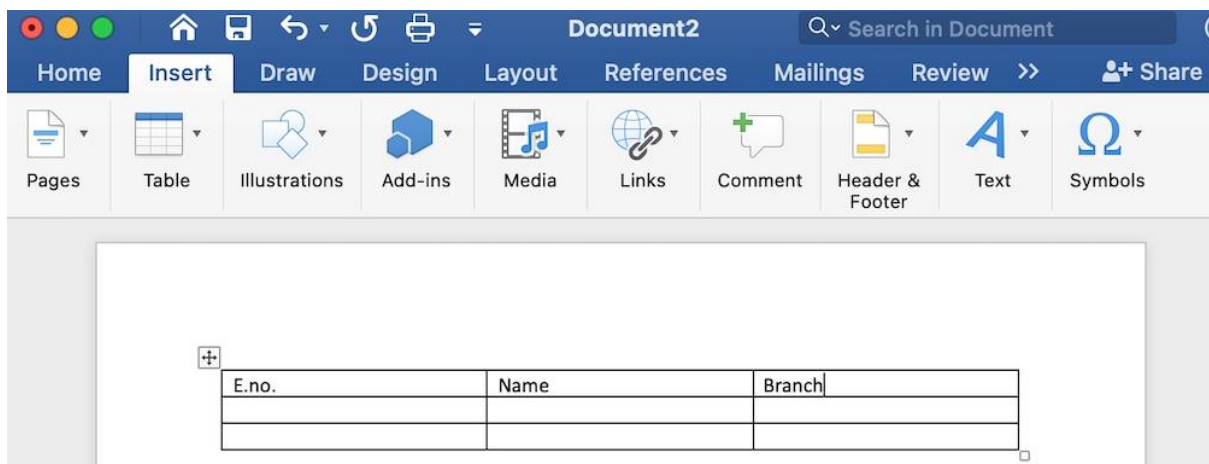 Document2 Search in Document
Home Insert Draw Design Layout References Mailings Review >> Share
Pages Table Illustrations Add-ins Media Links Comment Header & Footer Text Symbols
E.no. Name Branch